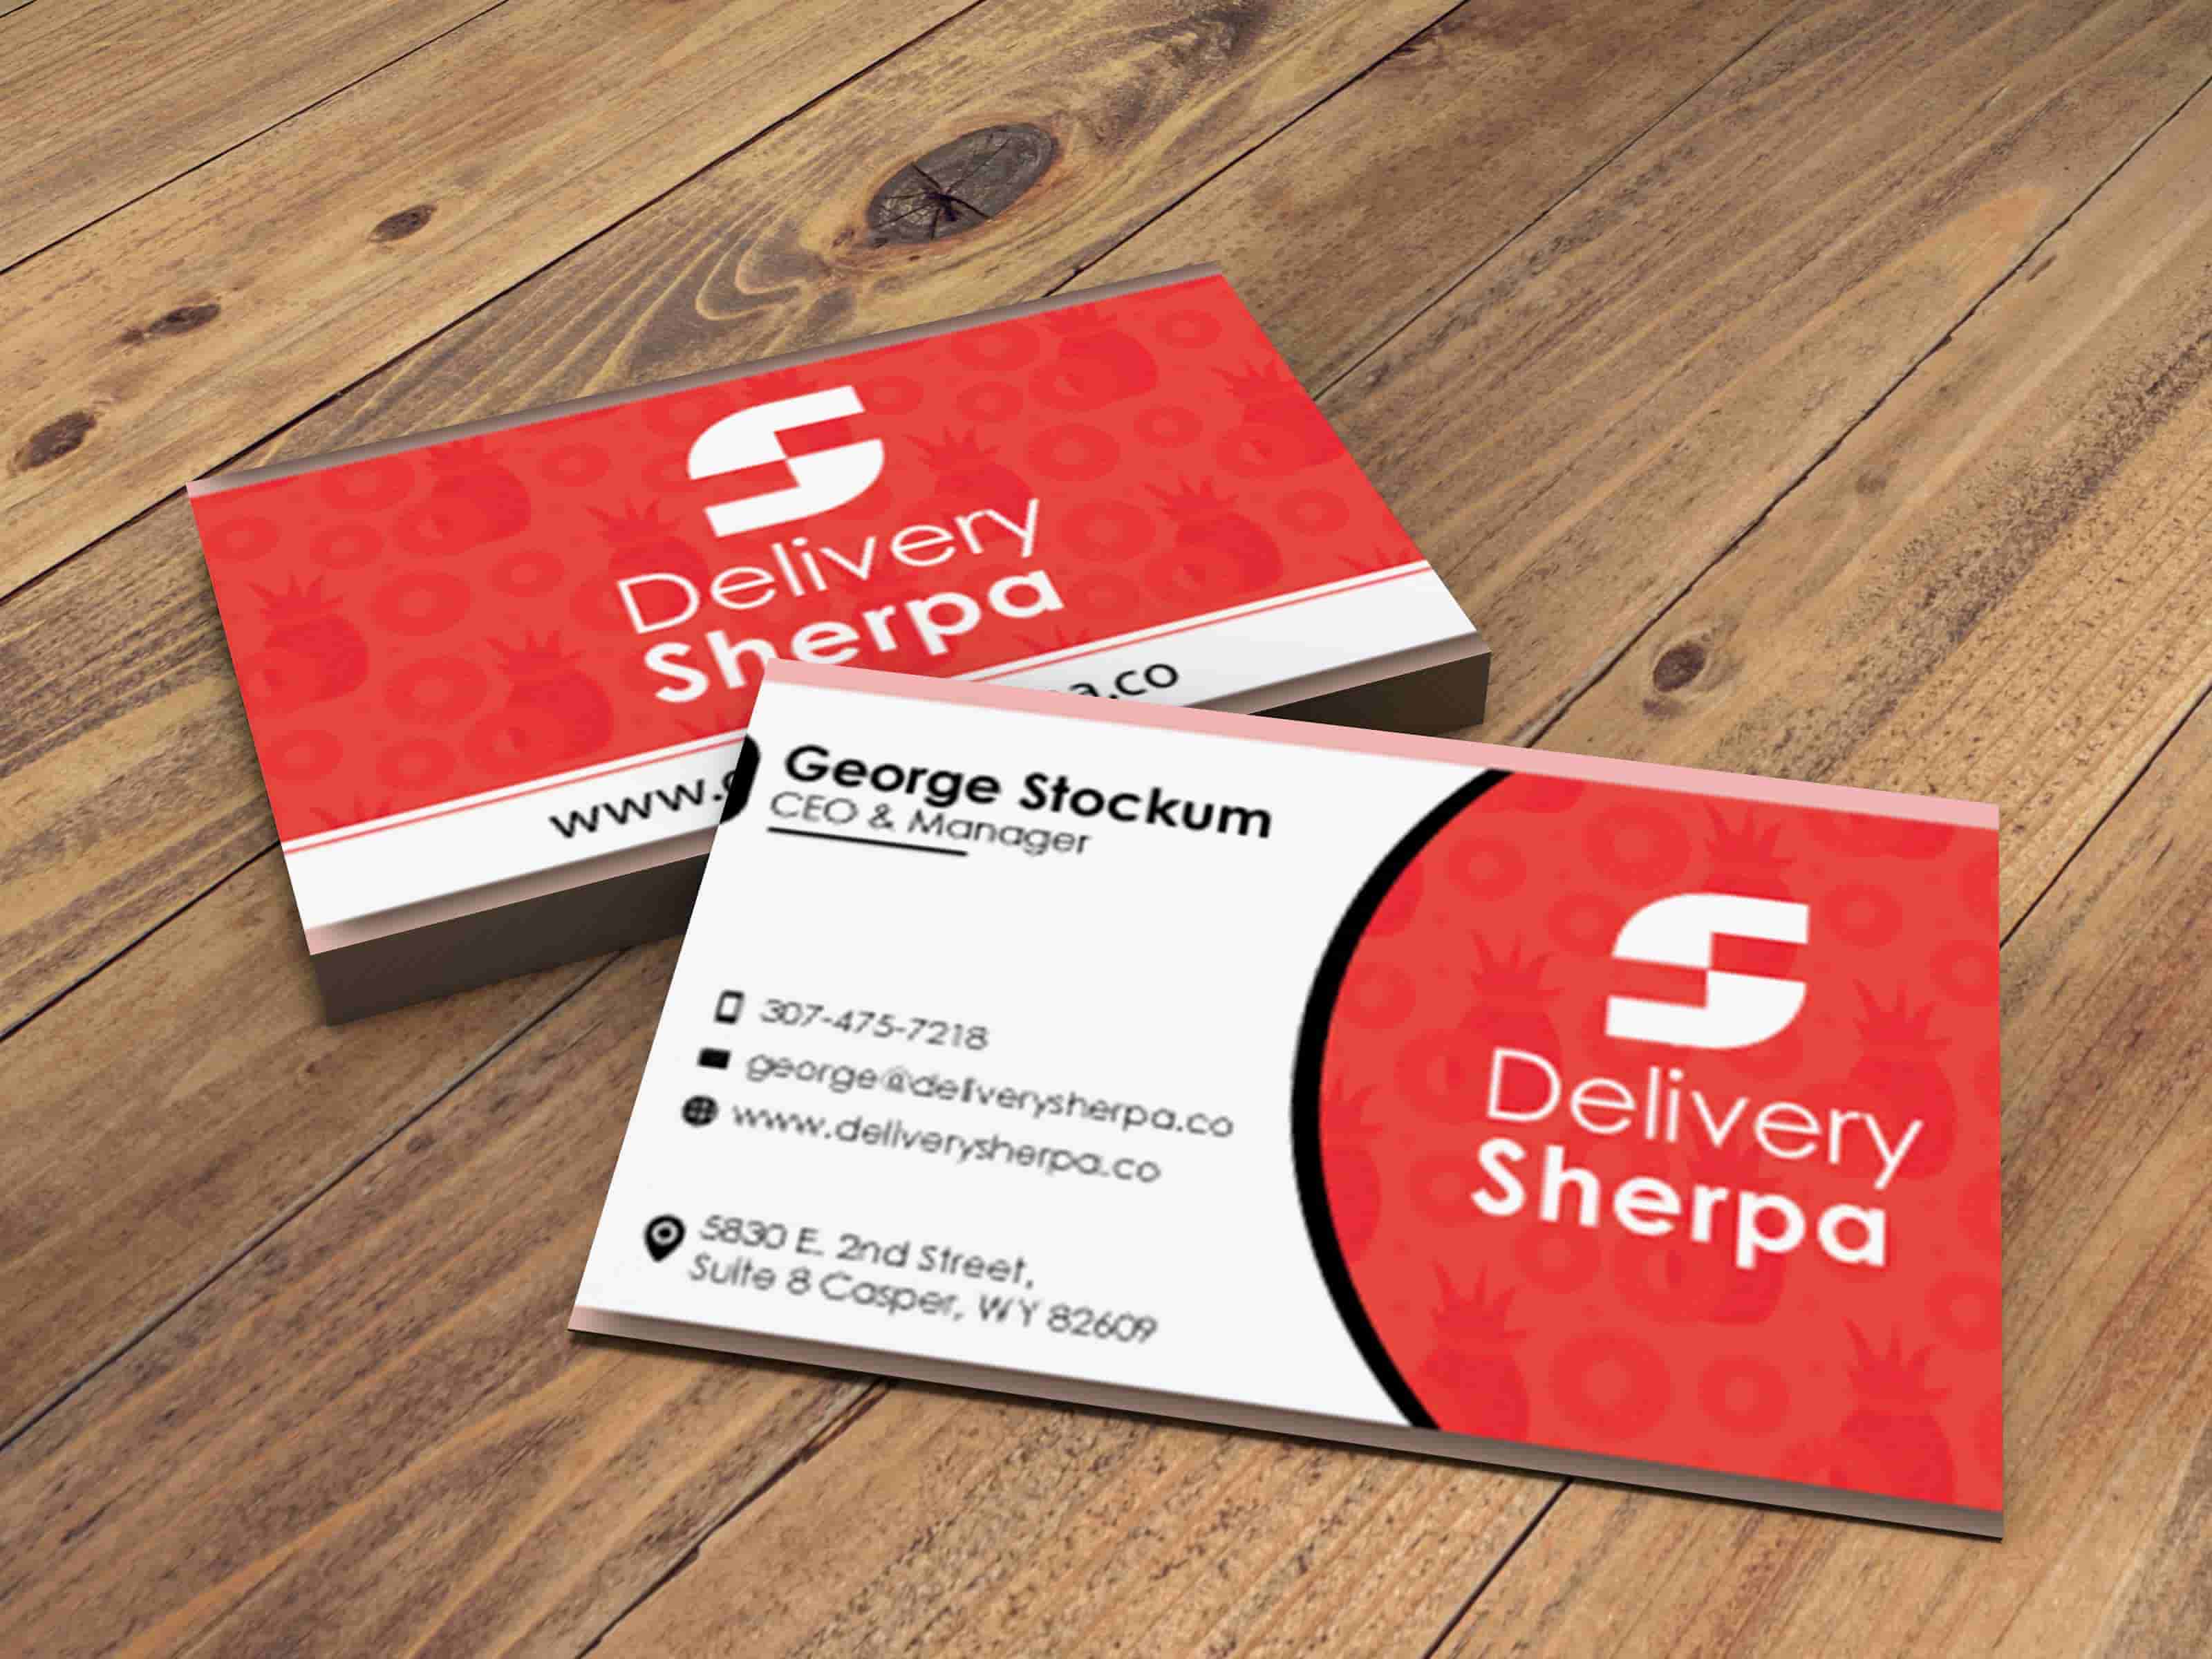 Delivery
Sherpa
www.
a.co
George Stockum
CEO & Manager
307-475-7218
george@deliverysherpa.co
www.deliverysherpa.co
5830 E. 2nd Street,
Suite 8 Casper, WY 82609
Delivery
Sherpa